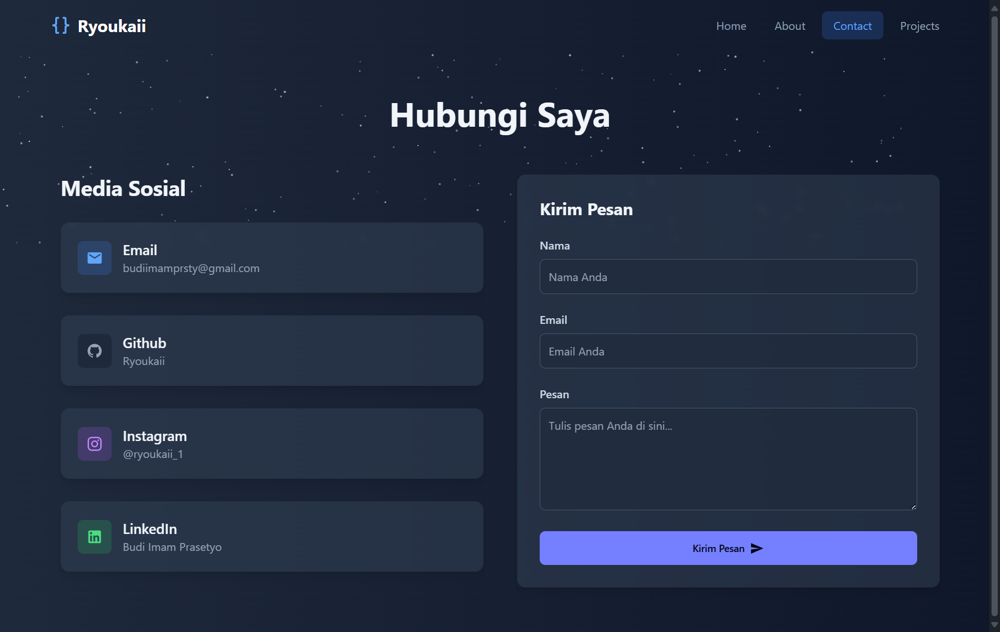 {} Ryoukaii
Home
About
Contact
Projects
Hubungi Saya
Media Sosial
Email
budiimamprsty@gmail.com
Github
Ryoukaii
Instagram
@ryoukaii_1
LinkedIn
Budi Imam Prasetyo
Kirim Pesan
Nama
Nama Anda
Email
Email Anda
Pesan
Tulis pesan Anda di sini...
Kirim Pesan